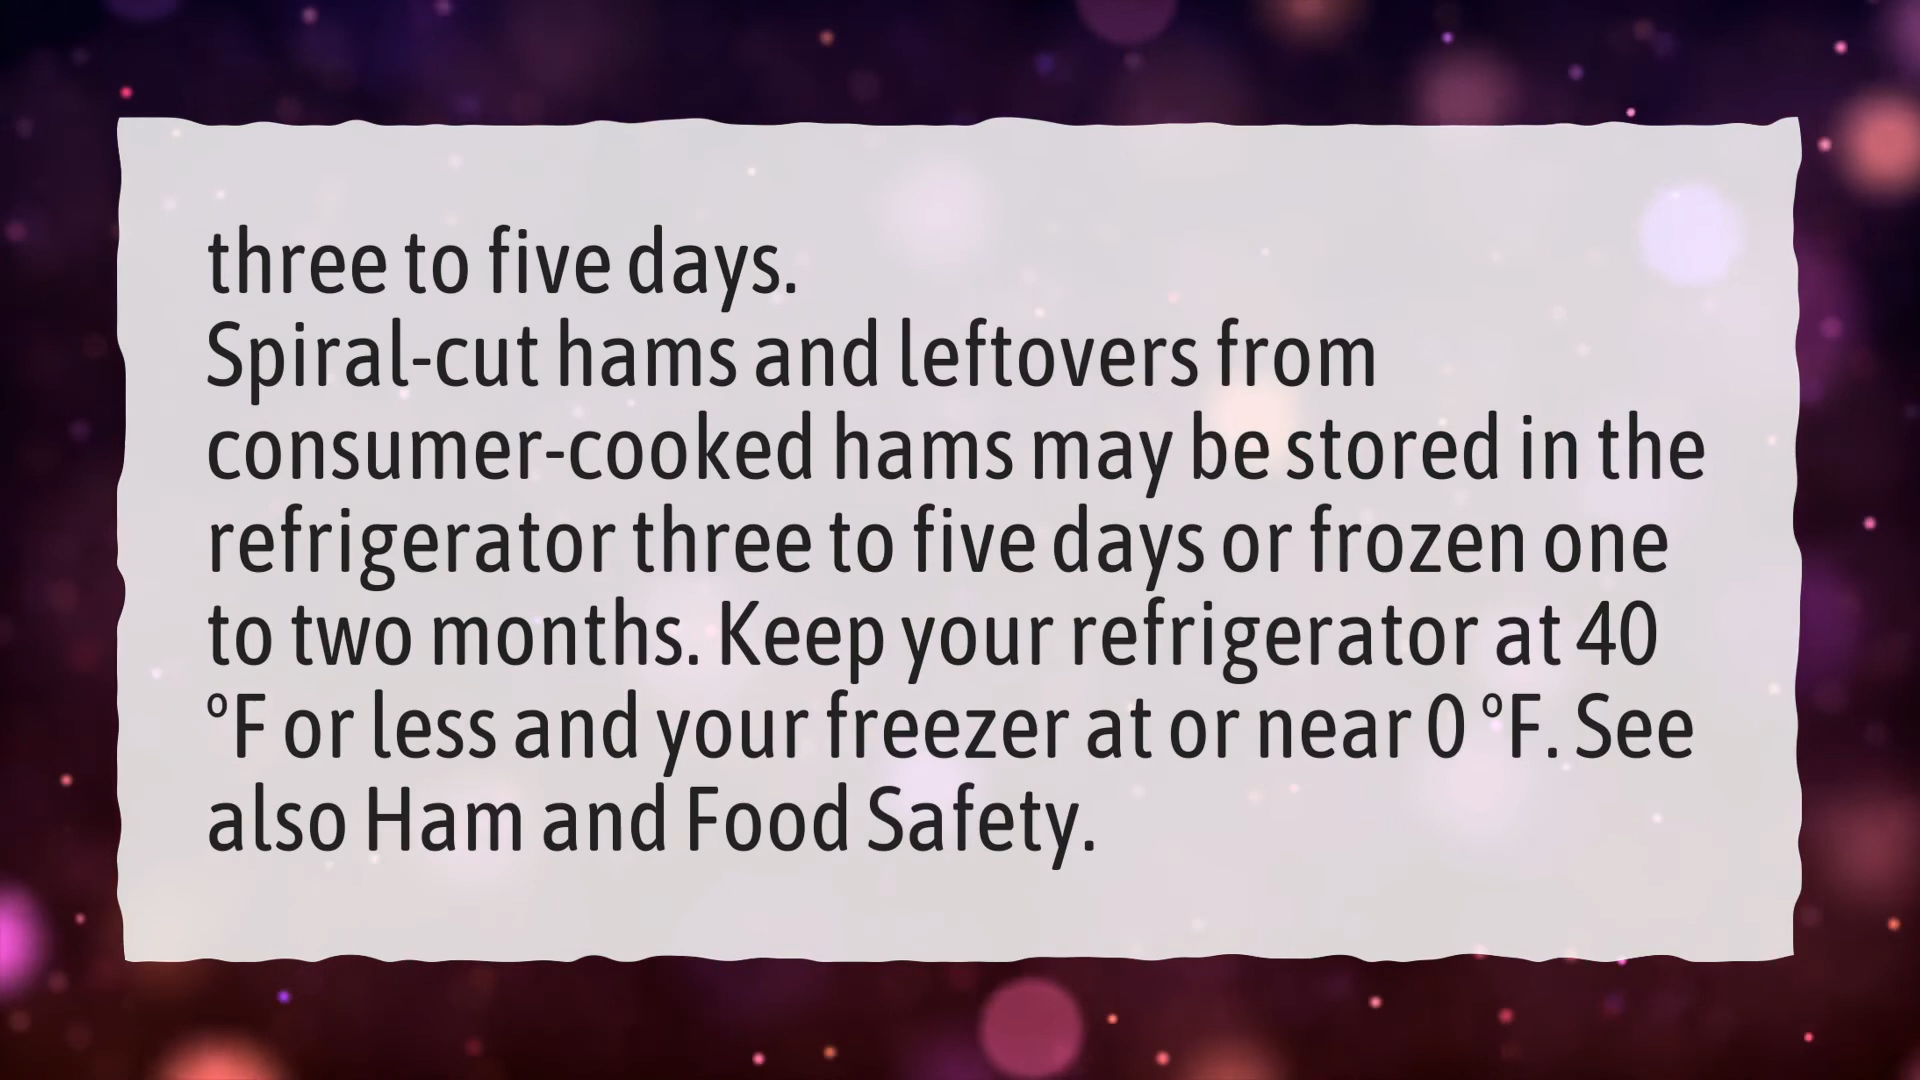 three to five days.
Spiral-cut hams and leftovers from
consumer-cooked hams may be stored in the
refrigerator three to five days or frozen one
to two months. Keep your refrigerator at 40
°F or less and your freezer at or near 0 °F. See
also Ham and Food Safety.